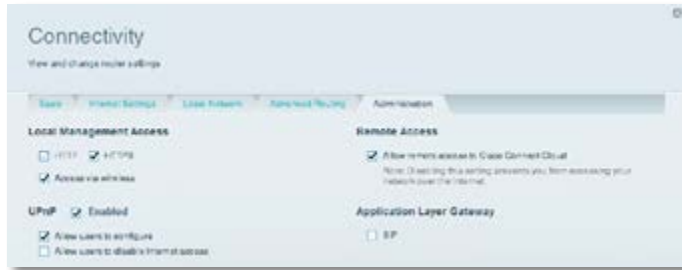 Connectivity
View and change router settings
Basic Internet Settings Local Network Advanced Routing Administration
Local Management Access
HTTP HTTPS
Access via wireless
UPnP Enabled
Allow users to configure
Allow users to disable Internet access
Remote Access
Allow remote access to Cisco Connect Cloud
Note: Disabling this setting prevents you from accessing your
network over the Internet.
Application Layer Gateway
SIP